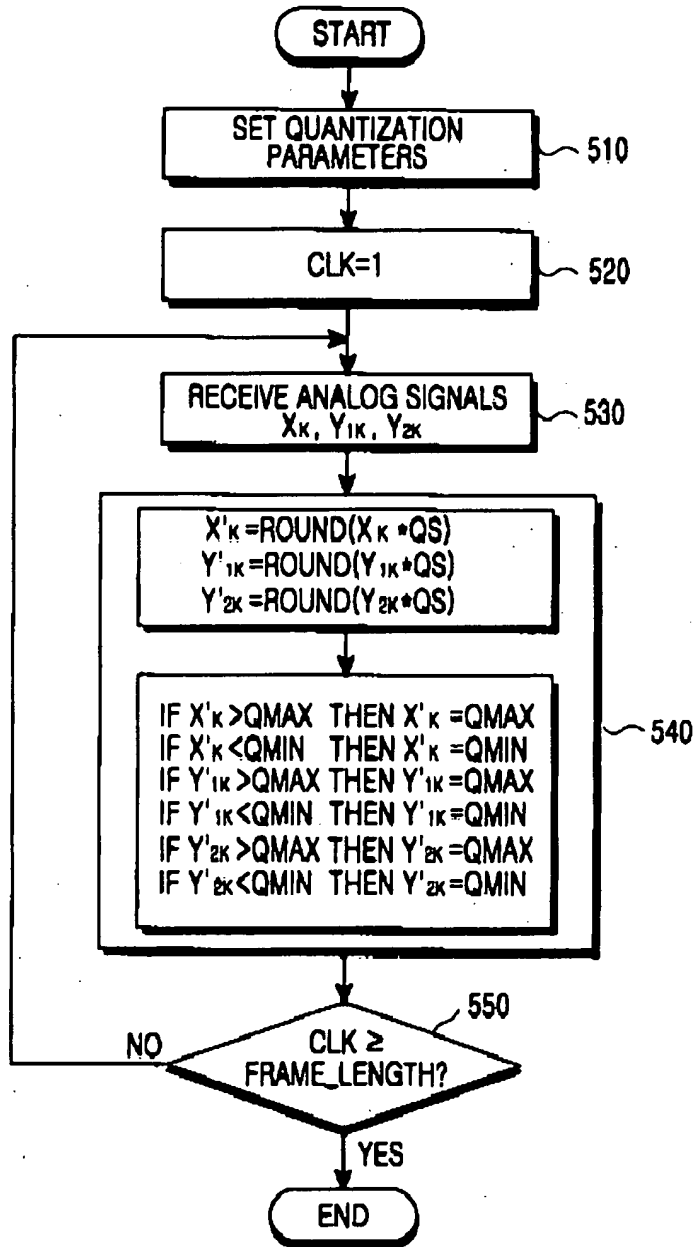 START
SET QUANTIZATION
PARAMETERS
510
CLK=1
520
RECEIVE ANALOG SIGNALS
XK, Y1K, Y2K
530
X'K=ROUND(XK*QS)
Y'1K=ROUND(Y1K*QS)
Y'2K=ROUND(Y2K*QS)
IF X'K>QMAX THEN X'K=QMAX
IF X'K<QMIN THEN X'K=QMIN
IF Y'1K>QMAX THEN Y'1K=QMAX
IF Y'1K<QMIN THEN Y'1K=QMIN
IF Y'2K>QMAX THEN Y'2K=QMAX
IF Y'2K<QMIN THEN Y'2K=QMIN
540
550
CLK ≥
FRAME_LENGTH?
NO
YES
END